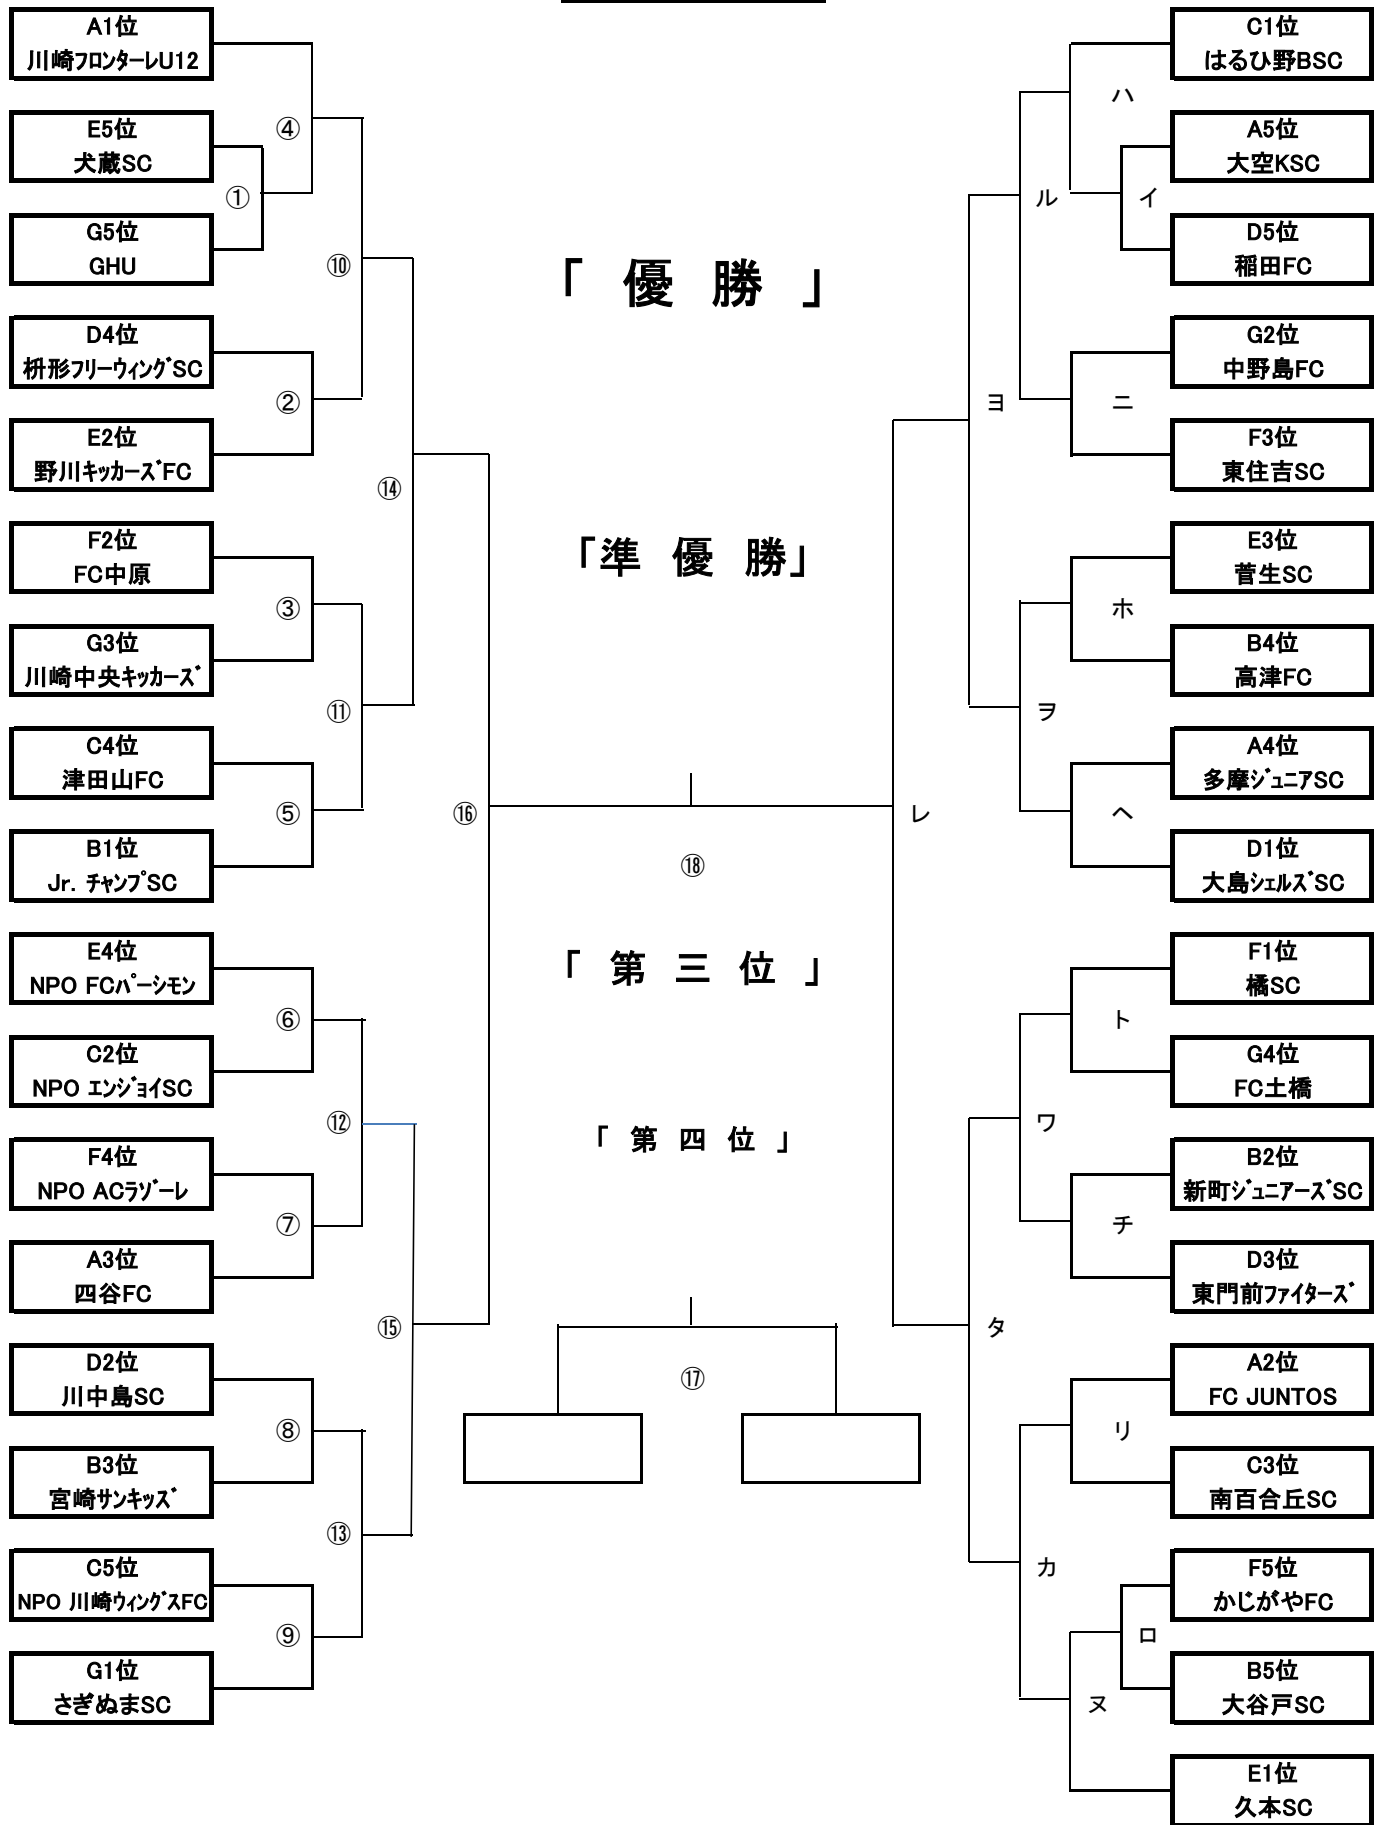 A1位
川崎ﾌﾛﾝﾀｰﾚU12
E5位
犬蔵SC
G5位
GHU
D4位
枡形ﾌﾘｰｳｨﾝｸﾞSC
E2位
野川ｷｯｶｰｽﾞFC
F2位
FC中原
G3位
川崎中央ｷｯｶｰｽﾞ
C4位
津田山FC
B1位
Jr. ﾁｬﾝﾌﾟSC
E4位
NPO FCﾊﾟｰｼﾓﾝ
C2位
NPO ｴﾝｼﾞｮｲSC
F4位
NPO ACﾗｿﾞｰﾚ
A3位
四谷FC
D2位
川中島SC
B3位
宮崎ｻﾝｷｯｽﾞ
C5位
NPO 川崎ｳｨﾝｸﾞｽFC
G1位
さぎぬまSC
①
②
③
④
⑤
⑥
⑦
⑧
⑨
⑩
⑪
⑫
⑬
⑭
⑮
⑯
「 優 勝 」
「準 優 勝」
⑱
「 第 三 位 」
「 第 四 位 」
⑰
レ
ヨ
タ
ル
ヲ
ワ
カ
ハ
ニ
ホ
ヘ
ト
チ
リ
ヌ
イ
ロ
C1位
はるひ野BSC
A5位
大空KSC
D5位
稲田FC
G2位
中野島FC
F3位
東住吉SC
E3位
菅生SC
B4位
高津FC
A4位
多摩ｼﾞｭﾆｱSC
D1位
大島ｼｪﾙｽﾞSC
F1位
橘SC
G4位
FC土橋
B2位
新町ｼﾞｭﾆｱｰｽﾞSC
D3位
東門前ﾌｧｲﾀｰｽﾞ
A2位
FC JUNTOS
C3位
南百合丘SC
F5位
かじがやFC
B5位
大谷戸SC
E1位
久本SC